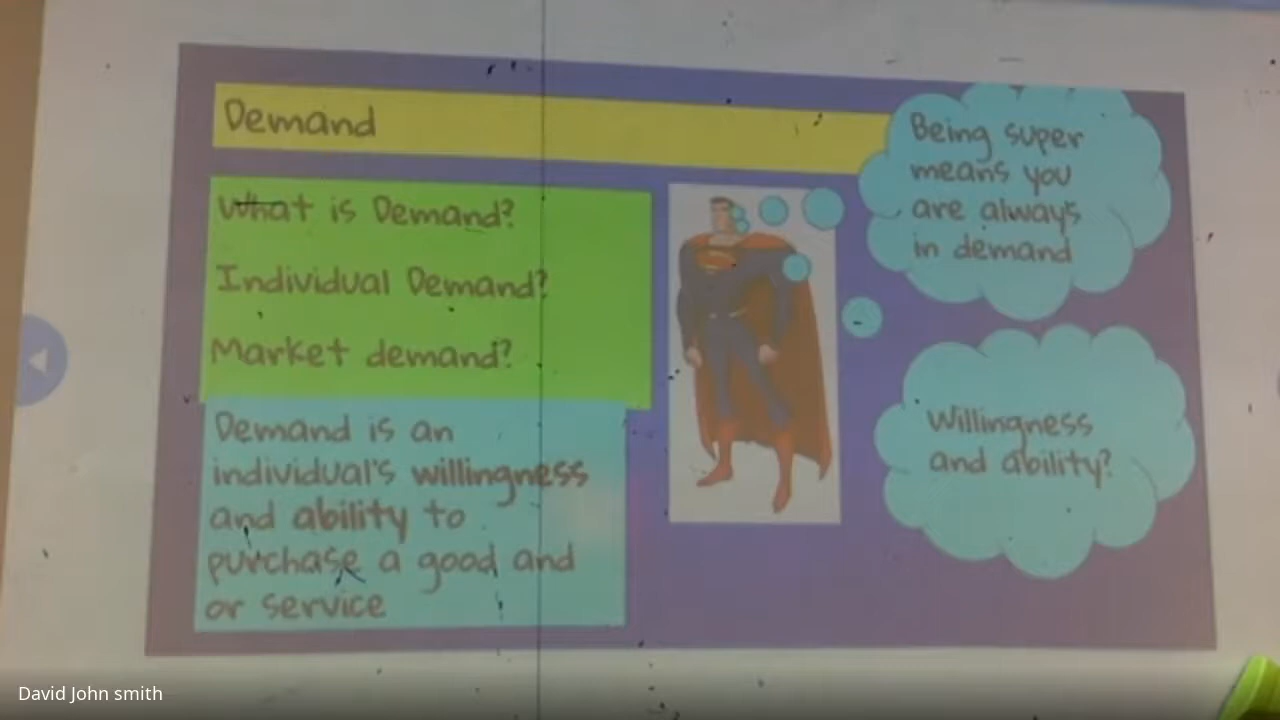 Demand
What is Demand?
Individual Demand?
Market demand?
Demand is an
individual's willingness
and ability to
purchase a good and
or service
Being super
means you
are always
in demand
Willingness
and ability?
David John smith